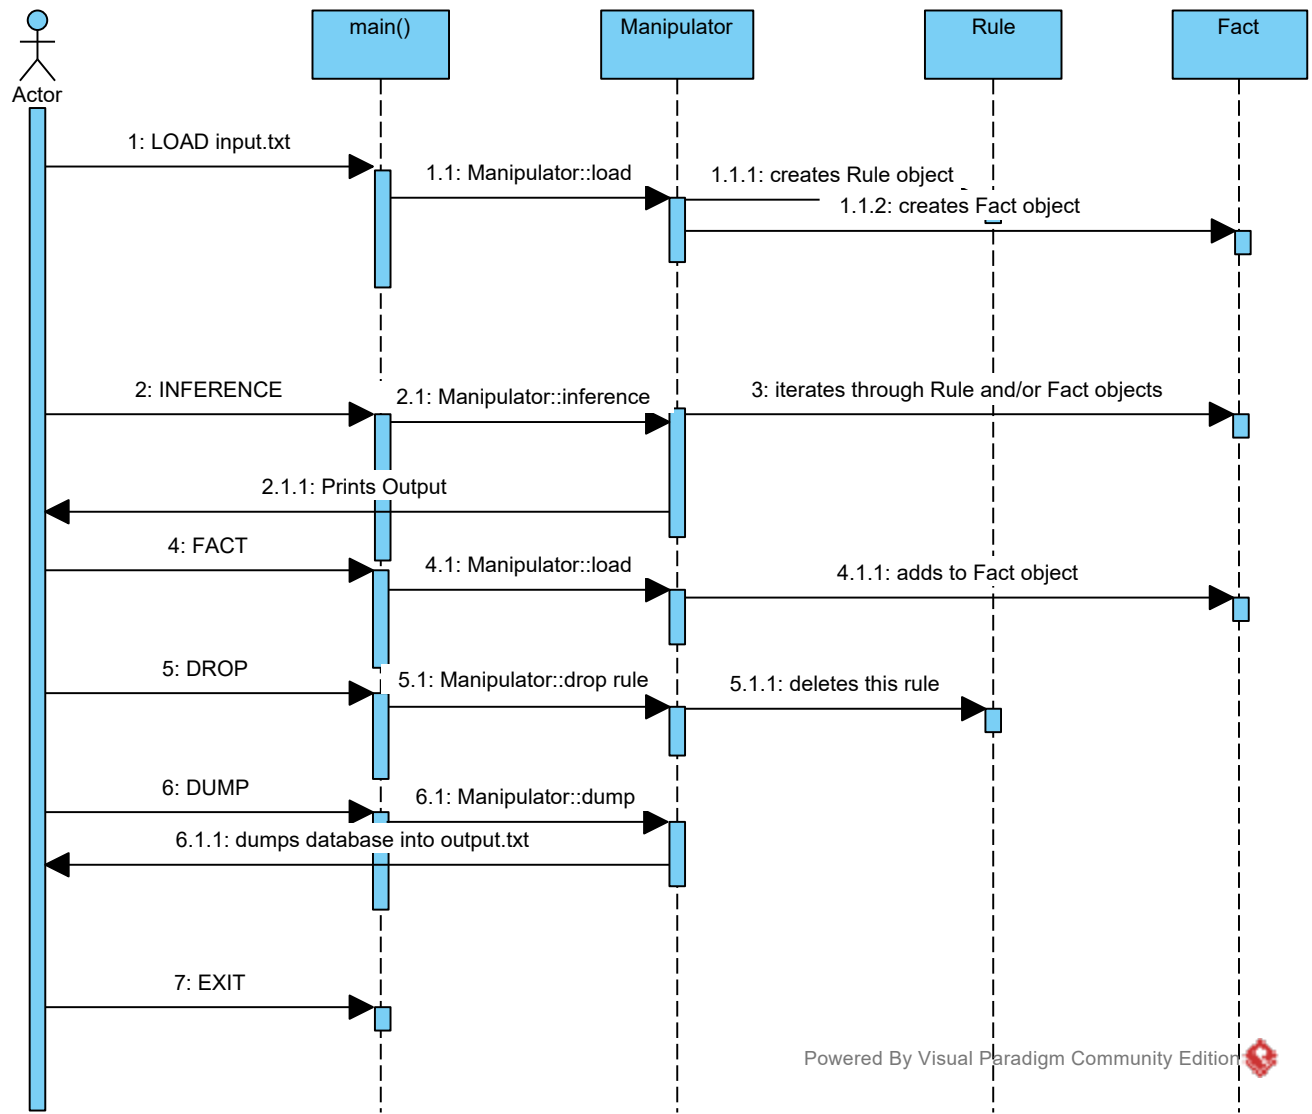 Actor
main()
Manipulator
Rule
Fact
1: LOAD input.txt
1.1: Manipulator::load
1.1.1: creates Rule object
1.1.2: creates Fact object
2: INFERENCE
2.1: Manipulator::inference
3: iterates through Rule and/or Fact objects
2.1.1: Prints Output
4: FACT
4.1: Manipulator::load
4.1.1: adds to Fact object
5: DROP
5.1: Manipulator::drop rule
5.1.1: deletes this rule
6: DUMP
6.1: Manipulator::dump
6.1.1: dumps database into output.txt
7: EXIT
Powered By Visual Paradigm Community Edition